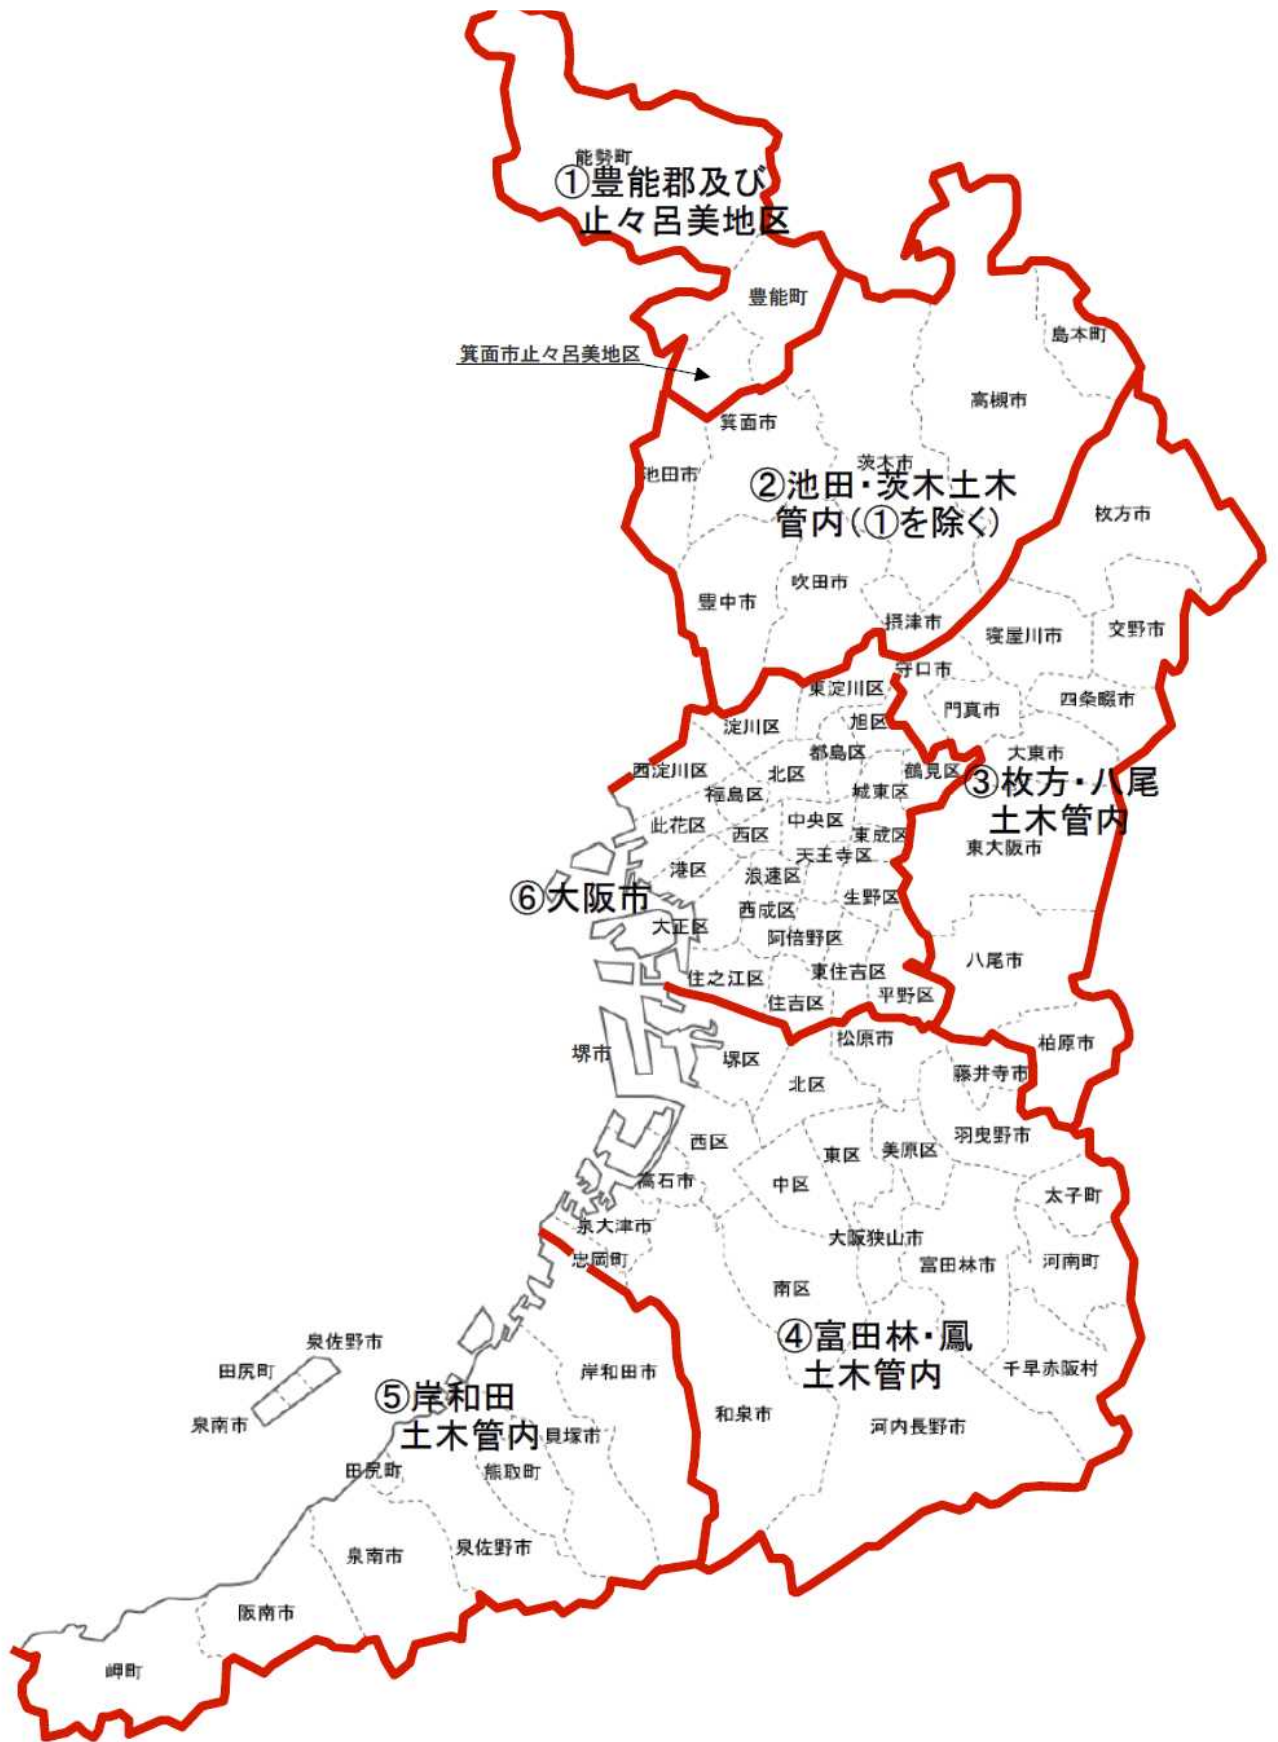 能勢町
①豊能郡及び
止々呂美地区
豊能町
箕面市止々呂美地区
島本町
高槻市
箕面市
茨木市
池田市
②池田・茨木土木
管内(①を除く)
枚方市
吹田市
豊中市
摂津市
寝屋川市
交野市
守口市
東淀川区
門真市
四条畷市
淀川区
旭区
都島区
大東市
西淀川区
北区
鶴見区
③枚方・八尾
土木管内
福島区
城東区
此花区
西区
中央区
東成区
東大阪市
天王寺区
港区
浪速区
⑥大阪市
生野区
西成区
大正区
阿倍野区
八尾市
住之江区
東住吉区
住吉区
平野区
松原市
柏原市
堺市
堺区
北区
藤井寺市
西区
東区
美原区
羽曳野市
高石市
中区
太子町
泉大津市
大阪狭山市
忠岡町
富田林市
河南町
南区
④富田林・鳳
土木管内
泉佐野市
田尻町
泉南市
岸和田市
千早赤阪村
⑤岸和田
土木管内
貝塚市
和泉市
河内長野市
田尻町
熊取町
泉佐野市
泉南市
阪南市
岬町